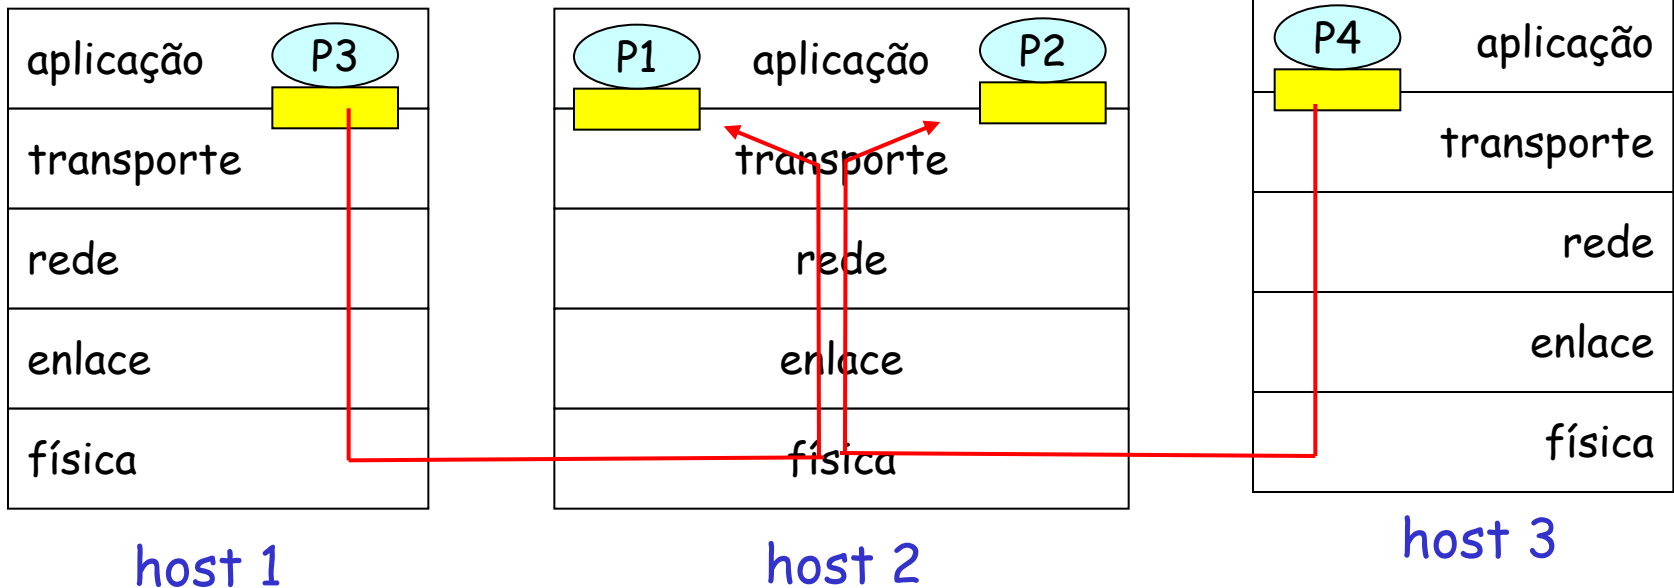 aplicação P3
transporte
rede
enlace
física
host 1
P1 aplicação P2
transporte
rede
enlace
física
host 2
P4 aplicação
transporte
rede
enlace
física
host 3